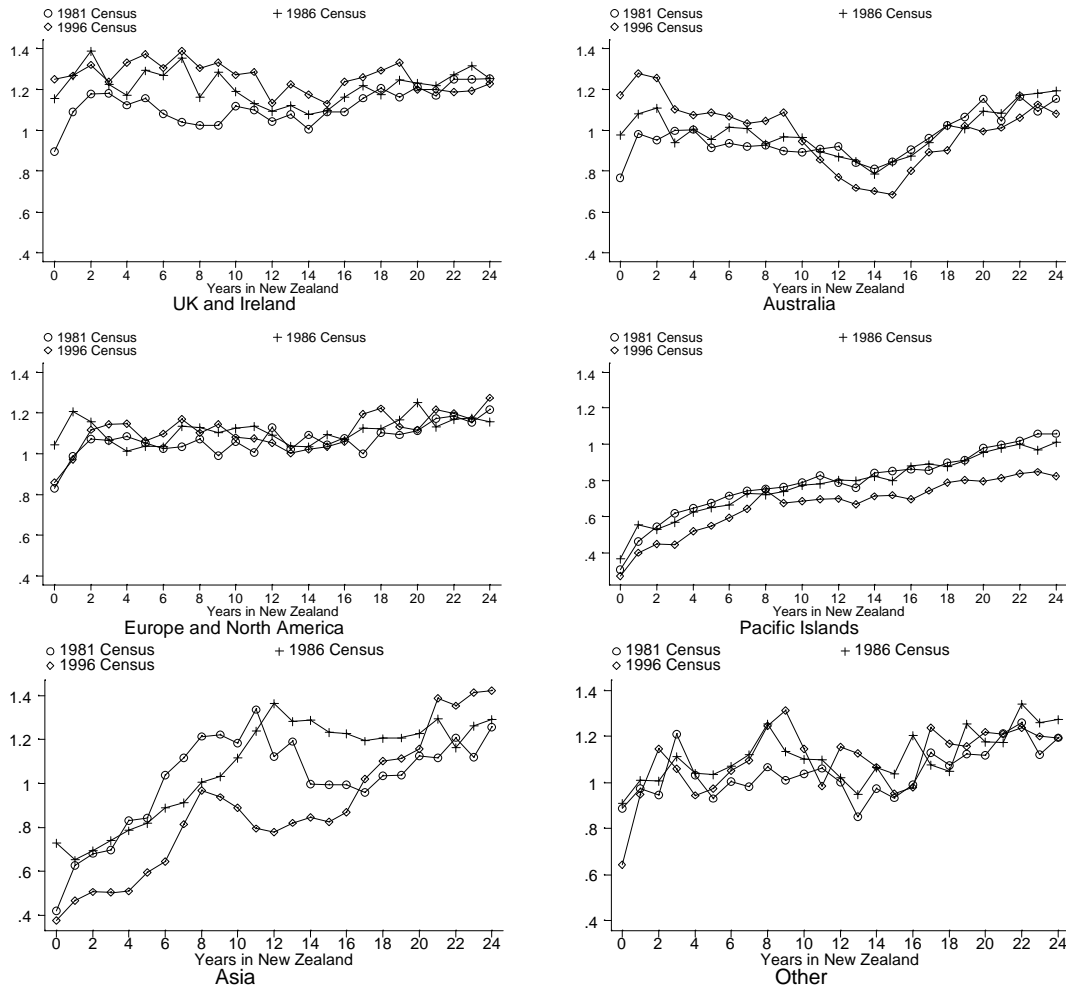 1981 Census 1986 Census
1996 Census
1.4
1.2
1
.8
.6
.4
0 2 4 6 8 10 12 14 16 18 20 22 24
Years in New Zealand
UK and Ireland
1981 Census 1986 Census
1996 Census
1.4
1.2
1
.8
.6
.4
0 2 4 6 8 10 12 14 16 18 20 22 24
Years in New Zealand
Australia
1981 Census 1986 Census
1996 Census
1.4
1.2
1
.8
.6
.4
0 2 4 6 8 10 12 14 16 18 20 22 24
Years in New Zealand
Europe and North America
1981 Census 1986 Census
1996 Census
1.4
1.2
1
.8
.6
.4
0 2 4 6 8 10 12 14 16 18 20 22 24
Years in New Zealand
Pacific Islands
1981 Census 1986 Census
1996 Census
1.4
1.2
1
.8
.6
.4
0 2 4 6 8 10 12 14 16 18 20 22 24
Years in New Zealand
Asia
1981 Census 1986 Census
1996 Census
1.4
1.2
1
.8
.6
.4
0 2 4 6 8 10 12 14 16 18 20 22 24
Years in New Zealand
Other